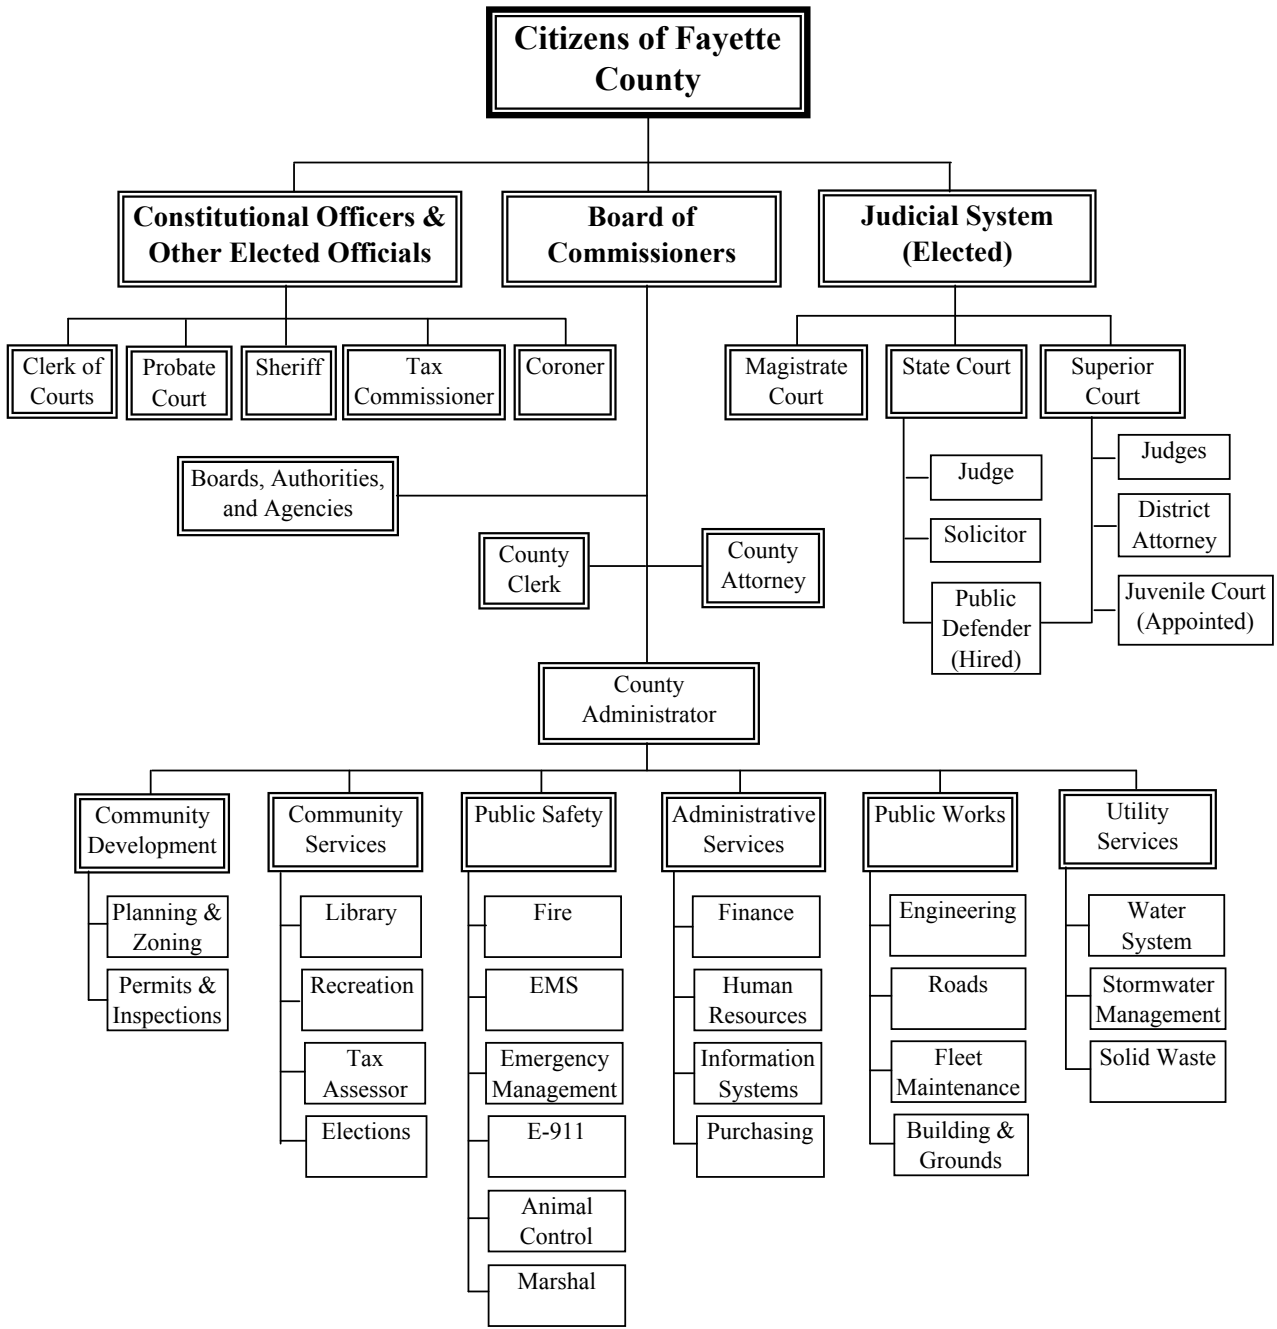 Citizens of Fayette
County
Constitutional Officers &
Other Elected Officials
Board of
Commissioners
Judicial System
(Elected)
Clerk of
Courts
Probate
Court
Sheriff
Tax
Commissioner
Coroner
Magistrate
Court
State Court
Superior
Court
Boards, Authorities,
and Agencies
County
Clerk
County
Attorney
Judge
Solicitor
Public
Defender
(Hired)
Judges
District
Attorney
Juvenile Court
(Appointed)
County
Administrator
Community
Development
Planning &
Zoning
Permits &
Inspections
Community
Services
Library
Recreation
Tax
Assessor
Elections
Public Safety
Fire
EMS
Emergency
Management
E-911
Animal
Control
Marshal
Administrative
Services
Finance
Human
Resources
Information
Systems
Purchasing
Public Works
Engineering
Roads
Fleet
Maintenance
Building &
Grounds
Utility
Services
Water
System
Stormwater
Management
Solid Waste